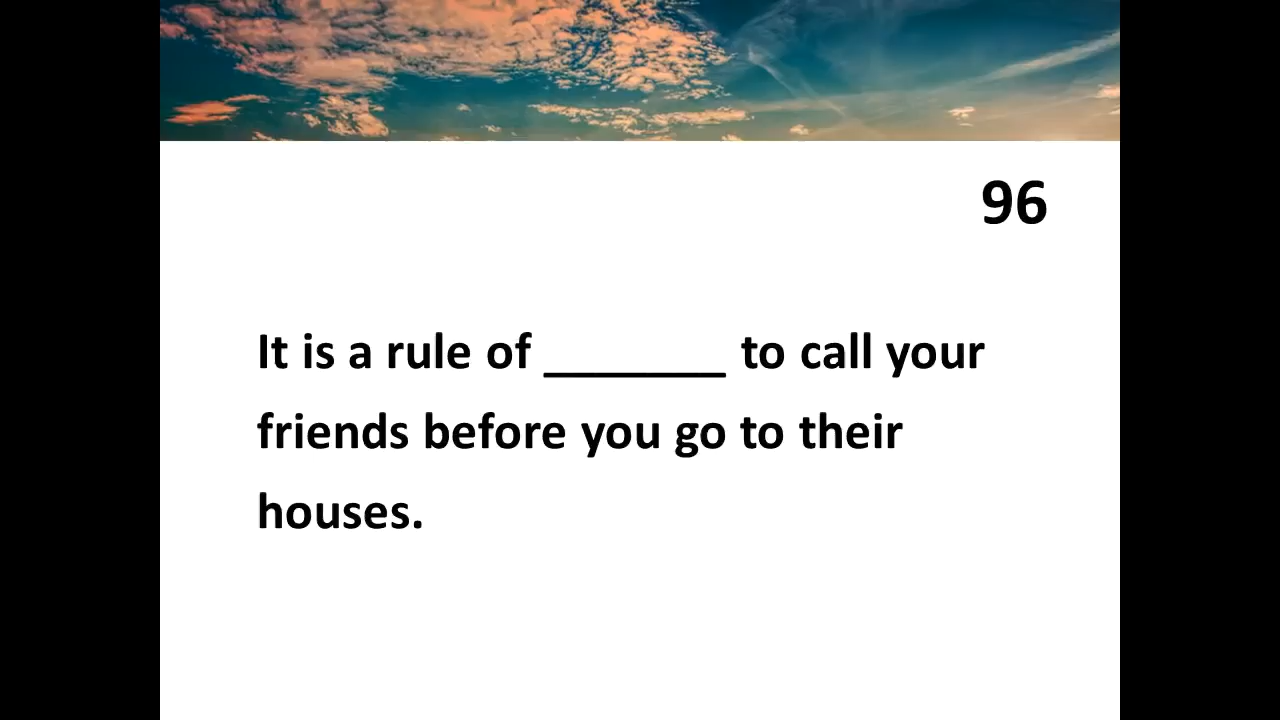 96
It is a rule of _______ to call your
friends before you go to their
houses.